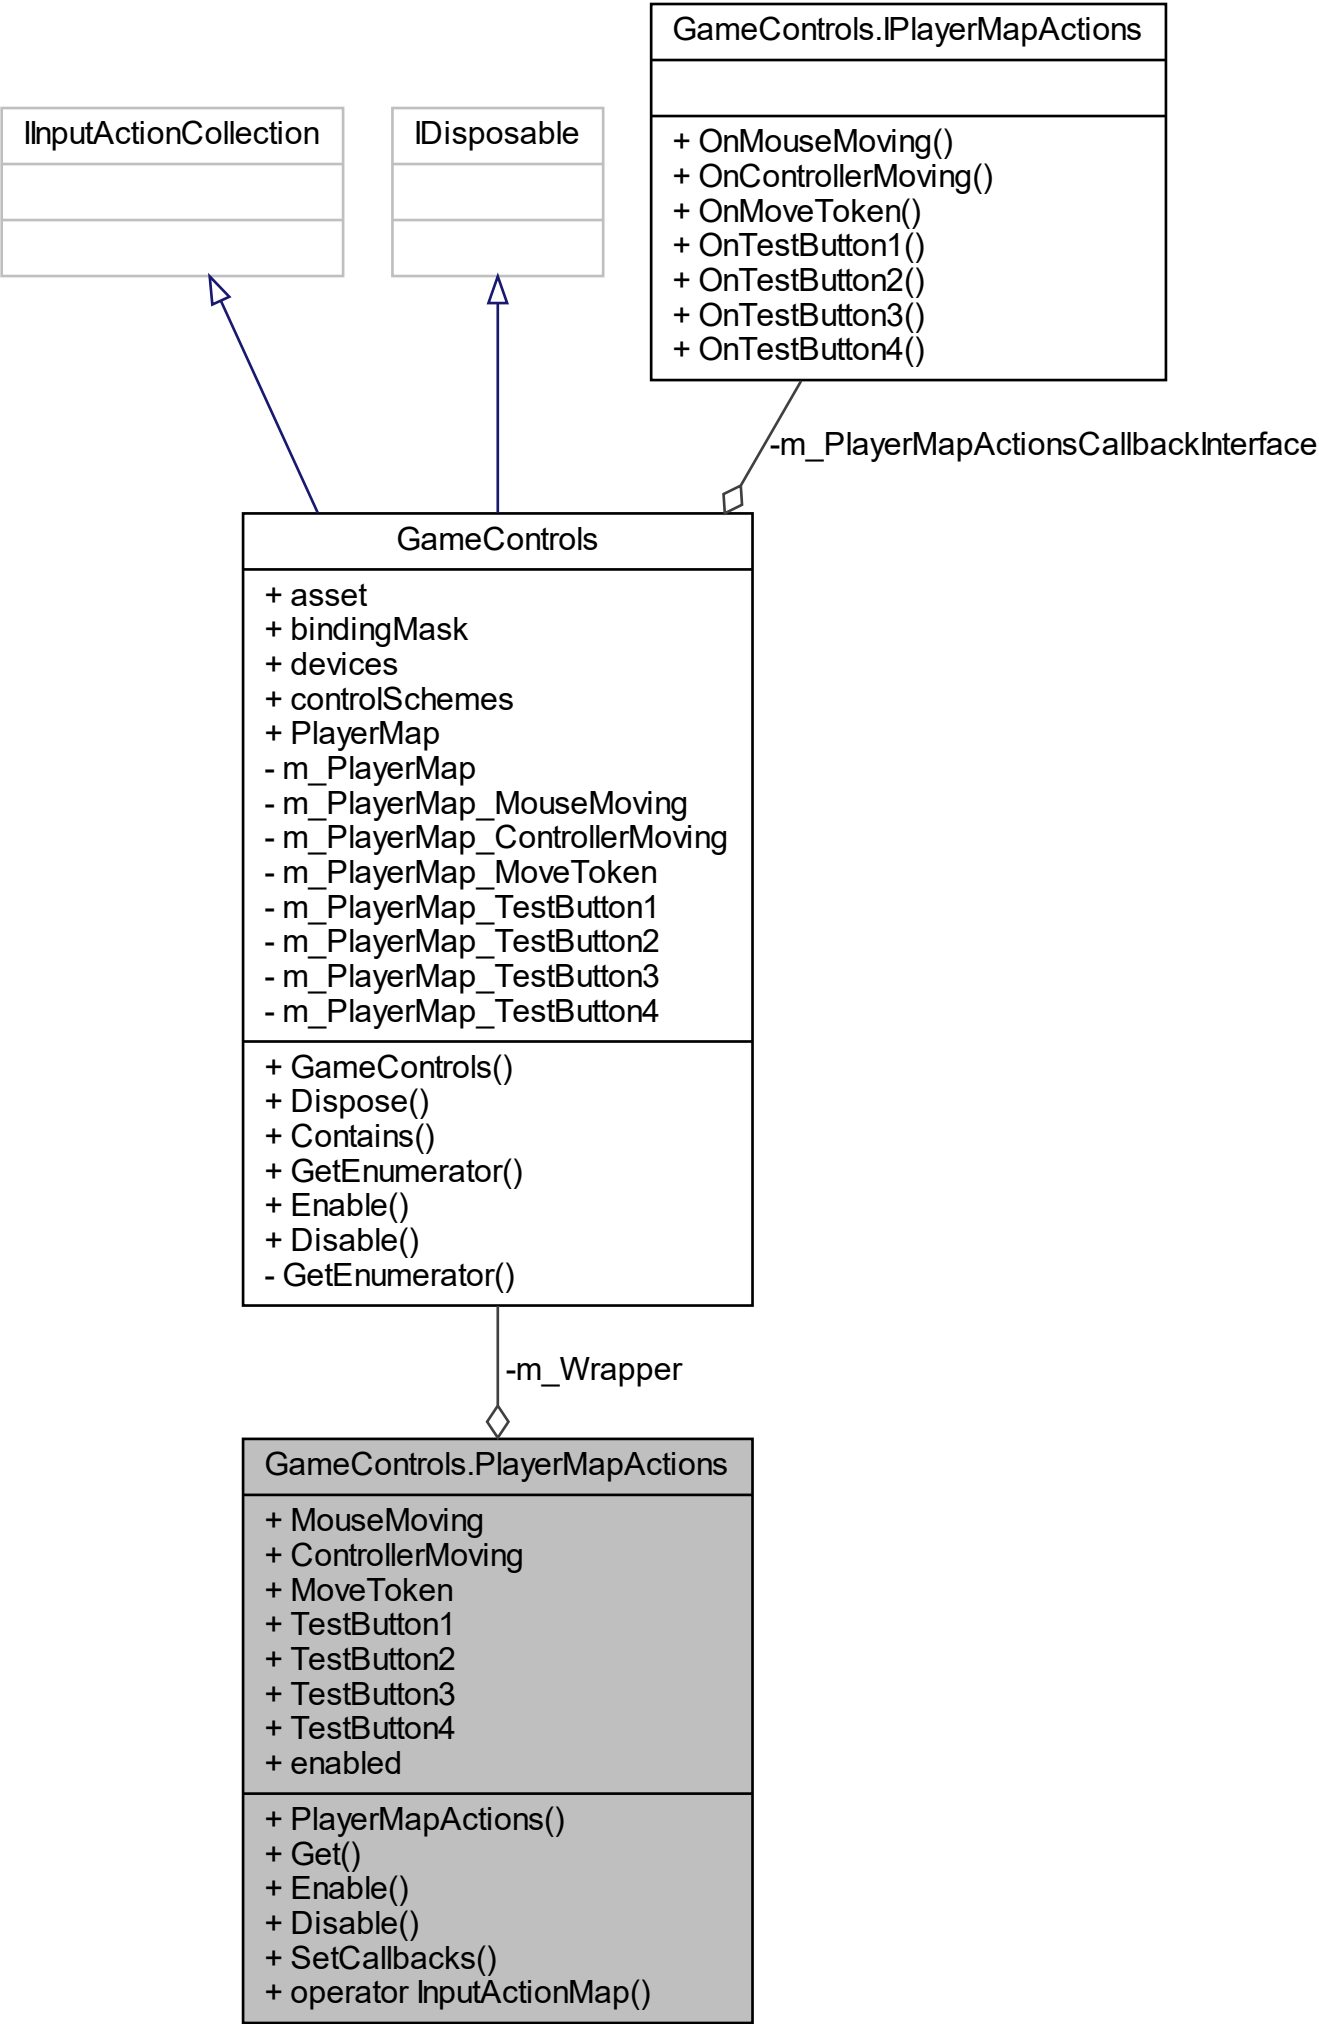 GameControls.IPlayerMapActions
+ OnMouseMoving()
+ OnControllerMoving()
+ OnMoveToken()
+ OnTestButton1()
+ OnTestButton2()
+ OnTestButton3()
+ OnTestButton4()
IInputActionCollection
IDisposable
-m_PlayerMapActionsCallbackInterface
GameControls
+ asset
+ bindingMask
+ devices
+ controlSchemes
+ PlayerMap
- m_PlayerMap
- m_PlayerMap_MouseMoving
- m_PlayerMap_ControllerMoving
- m_PlayerMap_MoveToken
- m_PlayerMap_TestButton1
- m_PlayerMap_TestButton2
- m_PlayerMap_TestButton3
- m_PlayerMap_TestButton4
+ GameControls()
+ Dispose()
+ Contains()
+ GetEnumerator()
+ Enable()
+ Disable()
- GetEnumerator()
-m_Wrapper
GameControls.PlayerMapActions
+ MouseMoving
+ ControllerMoving
+ MoveToken
+ TestButton1
+ TestButton2
+ TestButton3
+ TestButton4
+ enabled
+ PlayerMapActions()
+ Get()
+ Enable()
+ Disable()
+ SetCallbacks()
+ operator InputActionMap()